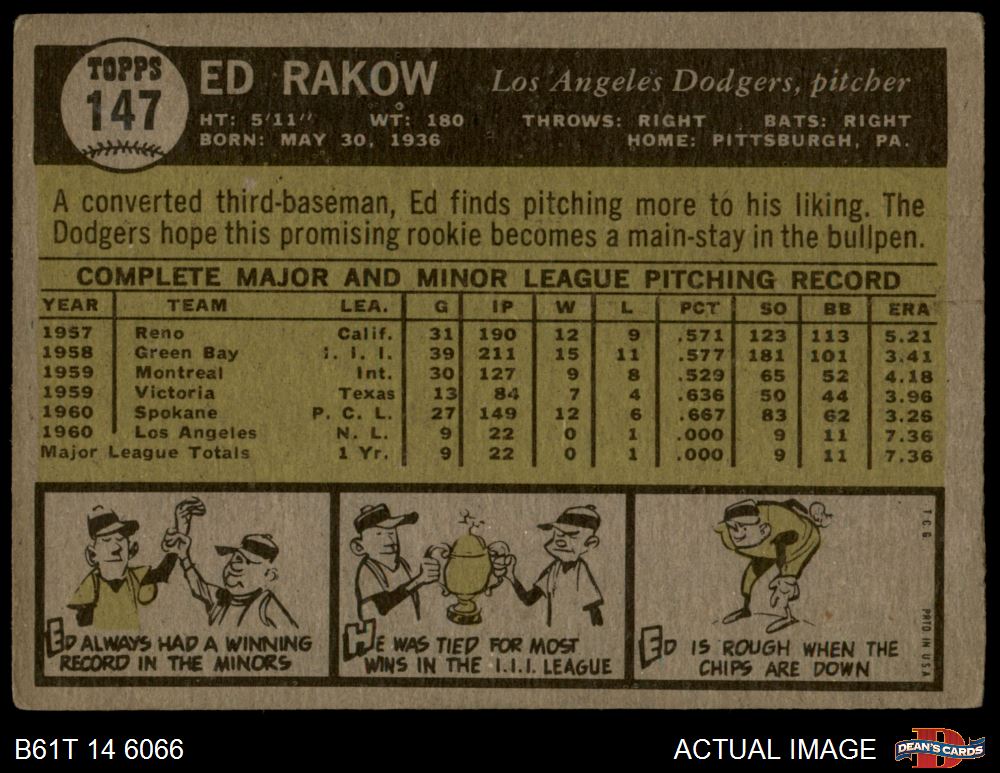 TOPPS
147
ED RAKOW
Los Angeles Dodgers, pitcher
HT: 5'11" WT: 180 THROWS: RIGHT BATS: RIGHT
BORN: MAY 30, 1936 HOME: PITTSBURGH, PA.
A converted third-baseman, Ed finds pitching more to his liking. The
Dodgers hope this promising rookie becomes a main-stay in the bullpen.
COMPLETE MAJOR AND MINOR LEAGUE PITCHING RECORD
YEAR TEAM LEA. G IP W L PCT SO BB ERA
1957 Reno Calif. 31 190 12 9 .571 123 113 5.21
1958 Green Bay I. I. I. 39 211 15 11 .577 181 101 3.41
1959 Montreal Int. 30 127 9 8 .529 65 52 4.18
1959 Victoria Texas 13 84 7 4 .636 50 44 3.96
1960 Spokane P. C. L. 27 149 12 6 .667 83 62 3.26
1960 Los Angeles N. L. 9 22 0 1 .000 9 11 7.36
Major League Totals 1 Yr. 9 22 0 1 .000 9 11 7.36
ED ALWAYS HAD A WINNING
RECORD IN THE MINORS
HE WAS TIED FOR MOST
WINS IN THE I.I.I. LEAGUE
ED IS ROUGH WHEN THE
CHIPS ARE DOWN
T.C.G.
PRTD IN U.S.A.
B61T 14 6066
ACTUAL IMAGE
DEAN'S CARDS